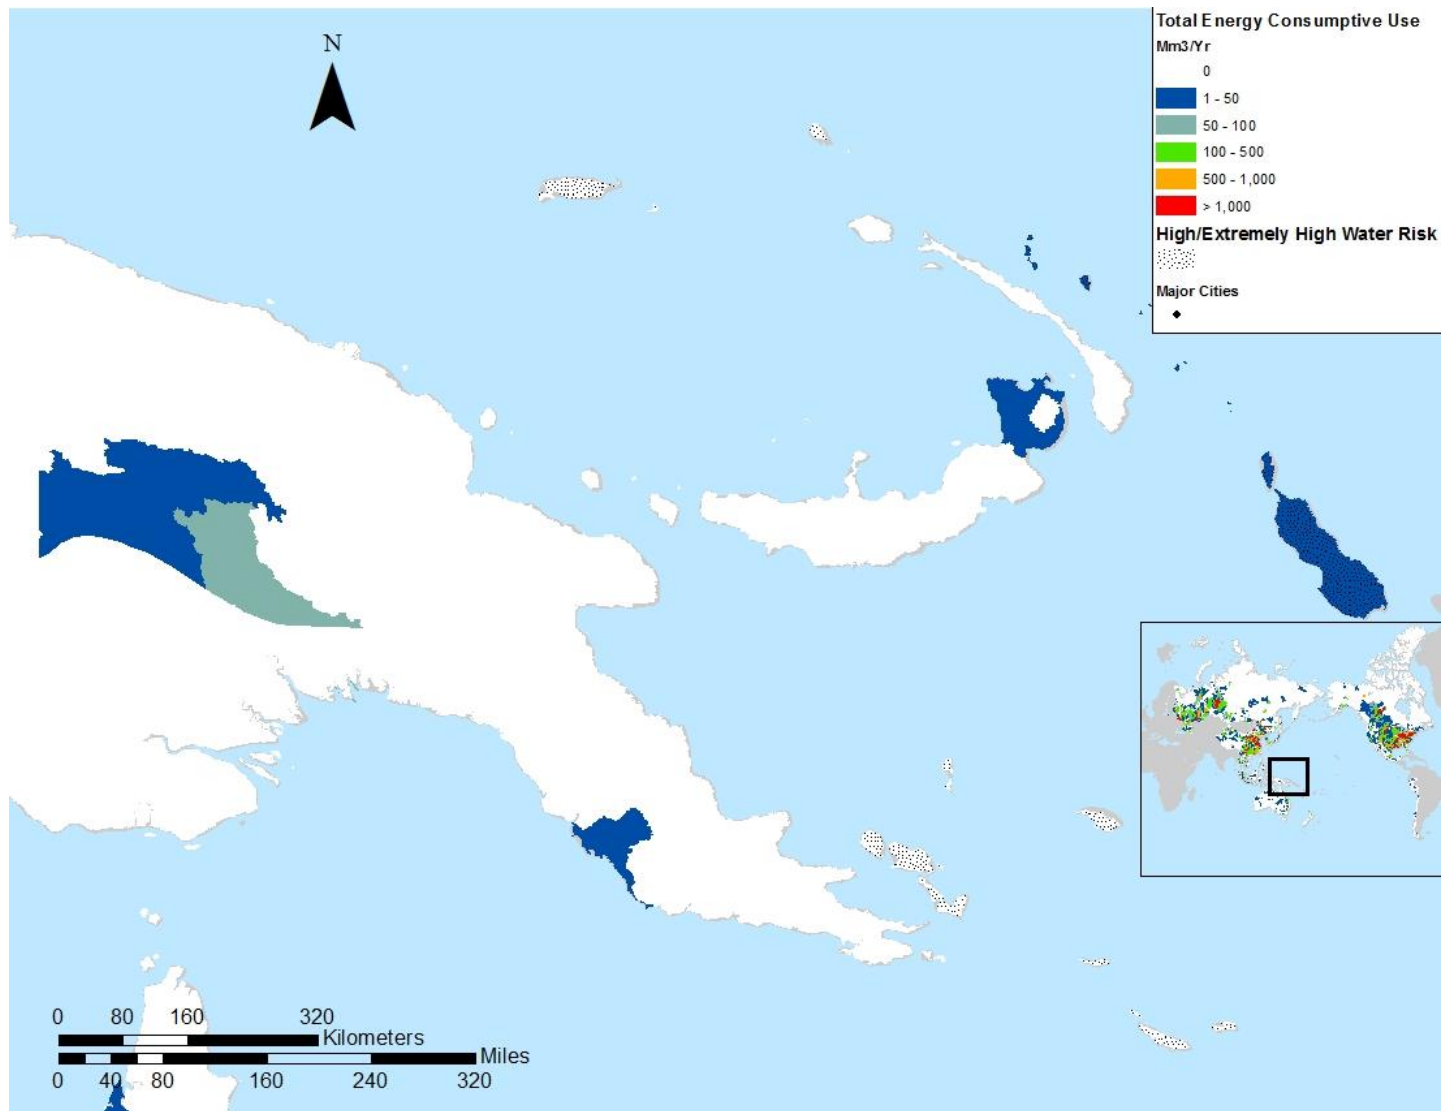 N
Total Energy Consumptive Use
Mm3/Yr
0
1 - 50
50 - 100
100 - 500
500 - 1,000
> 1,000
High/Extremely High Water Risk
Major Cities
0 80 160 320
Kilometers
Miles
0 40 80 160 240 320